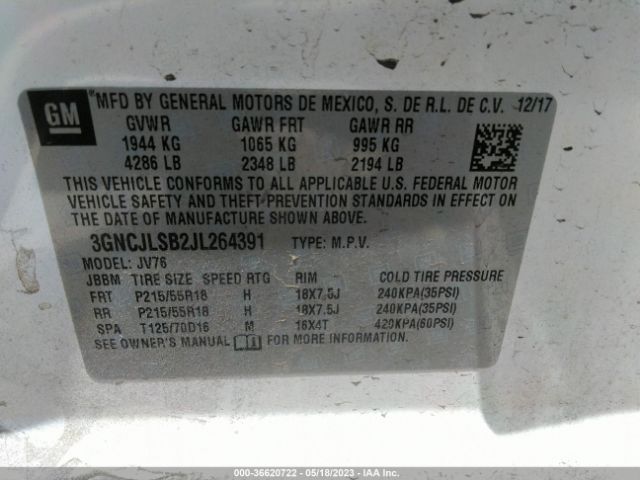 GM ®MFD BY GENERAL MOTORS DE MEXICO, S. DE R.L. DE C.V. 12/17
GVWR GAWR FRT GAWR RR
1944 KG 1065 KG 995 KG
4286 LB 2348 LB 2194 LB
THIS VEHICLE CONFORMS TO ALL APPLICABLE U.S. FEDERAL MOTOR
VEHICLE SAFETY AND THEFT PREVENTION STANDARDS IN EFFECT ON
THE DATE OF MANUFACTURE SHOWN ABOVE.
3GNCJLSB2JL264391 TYPE: M.P.V.
MODEL: JV76
JBBM TIRE SIZE SPEED RTG RIM COLD TIRE PRESSURE
FRT P215/55R18 H 18X7.5J 240KPA(35PSI)
RR P215/55R18 H 18X7.5J 240KPA(35PSI)
SPA T125/70D16 M 16X4T 420KPA(60PSI)
SEE OWNER'S MANUAL FOR MORE INFORMATION.
000-36620722 - 05/18/2023 - IAA, Inc.